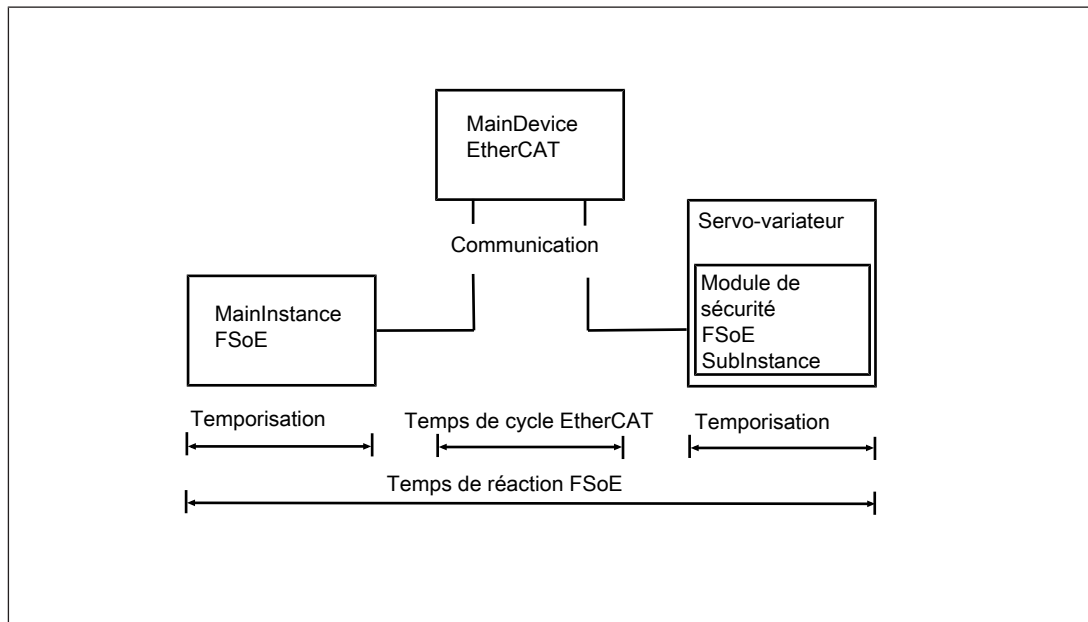 MainDevice
EtherCAT
Communication
Servo-variateur
Module de
sécurité
FSoE
SubInstance
MainInstance
FSoE
Temporisation
Temps de cycle EtherCAT
Temporisation
Temps de réaction FSoE